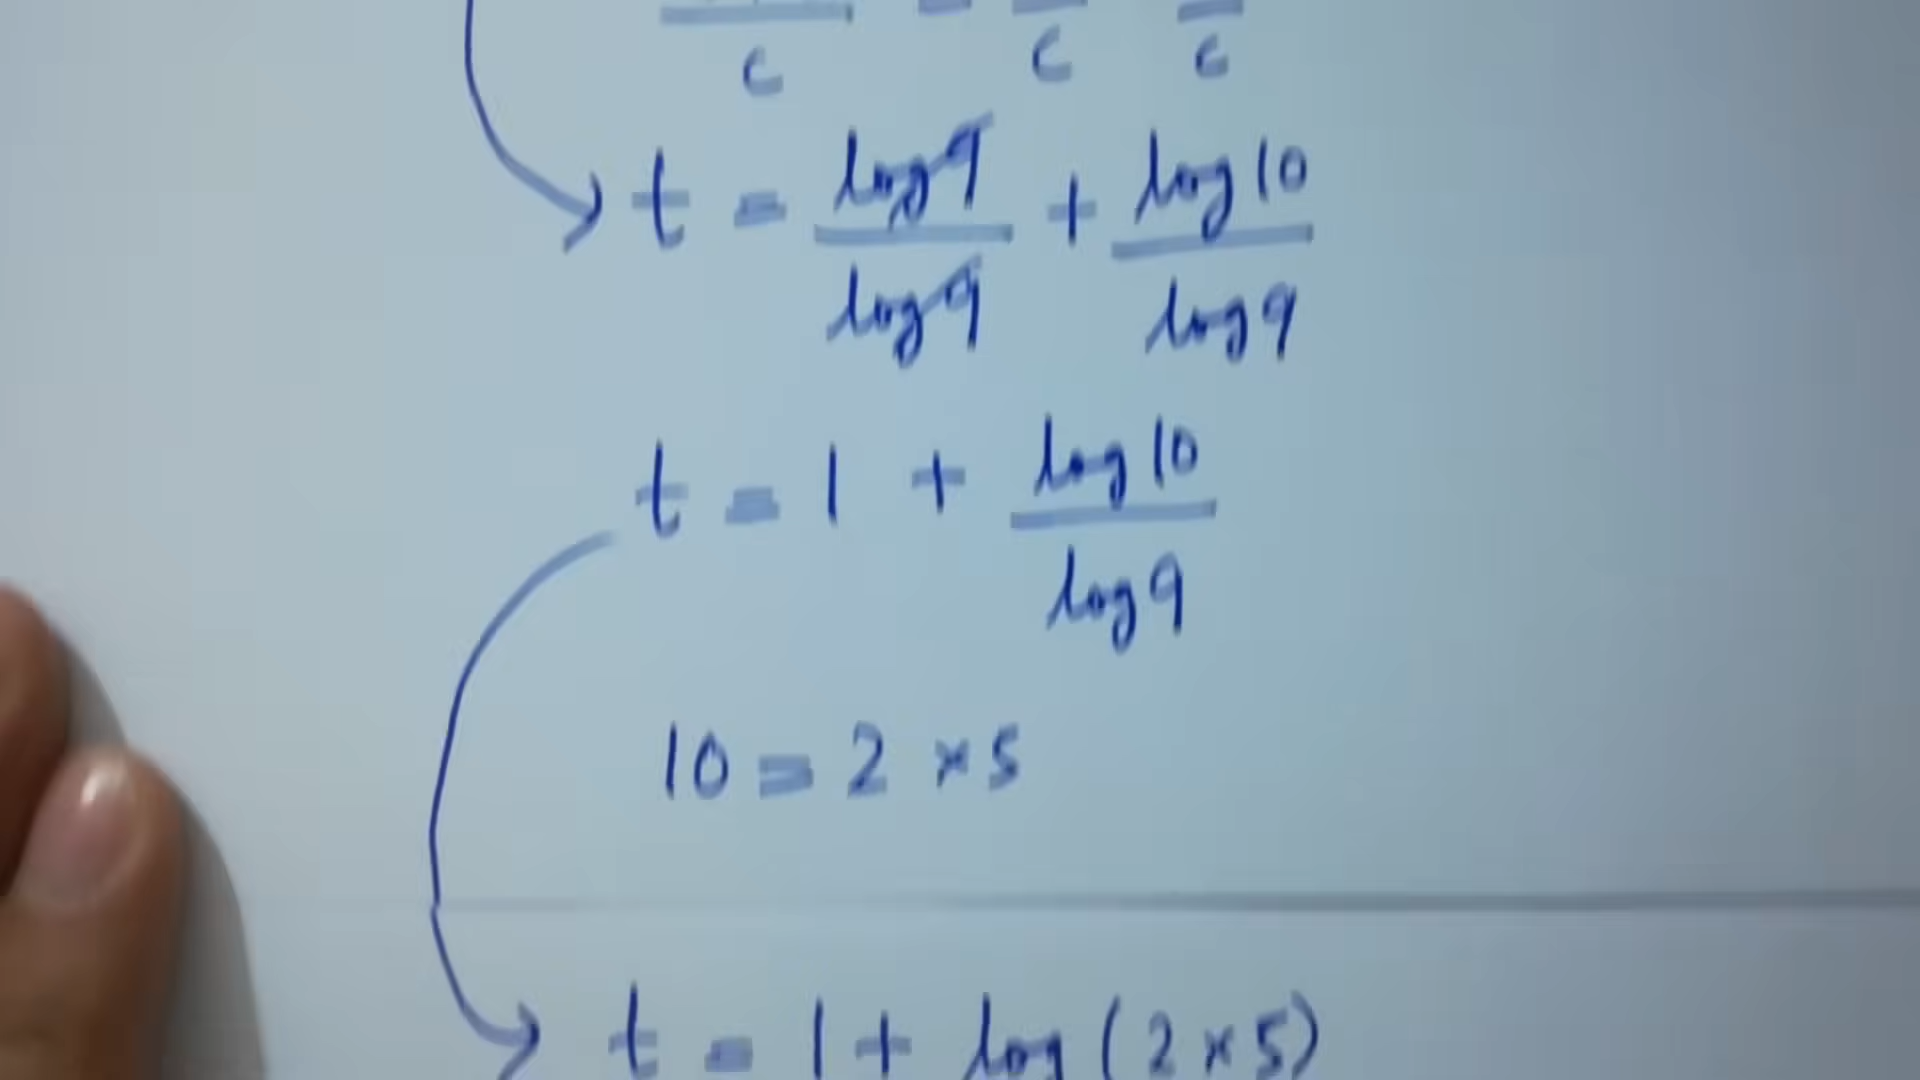 c c c
t = log 9 / log 9 + log 10 / log 9
t = 1 + log 10 / log 9
10 = 2 × 5
t = 1 + log (2 × 5)